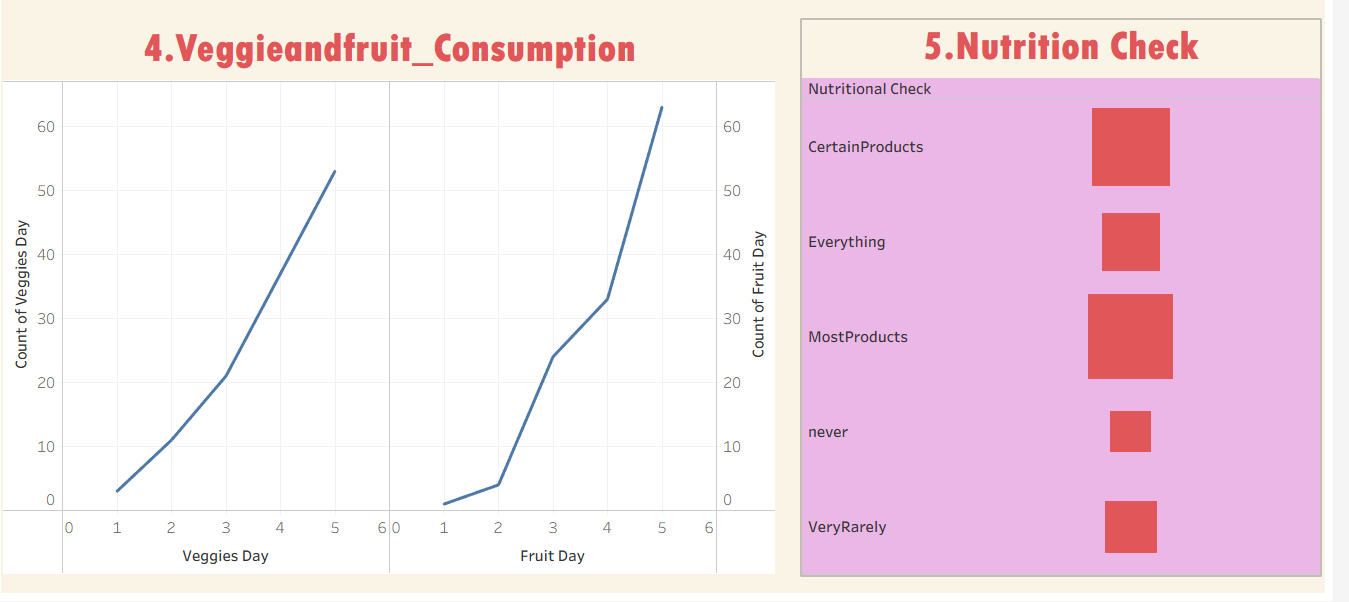 4.Veggieandfruit_Consumption
60
50
40
30
20
10
0
Count of Veggies Day
0 1 2 3 4 5 6
Veggies Day
0 1 2 3 4 5 6
Fruit Day
60
50
40
30
20
10
0
Count of Fruit Day
5.Nutrition Check
Nutritional Check
CertainProducts
Everything
MostProducts
never
VeryRarely